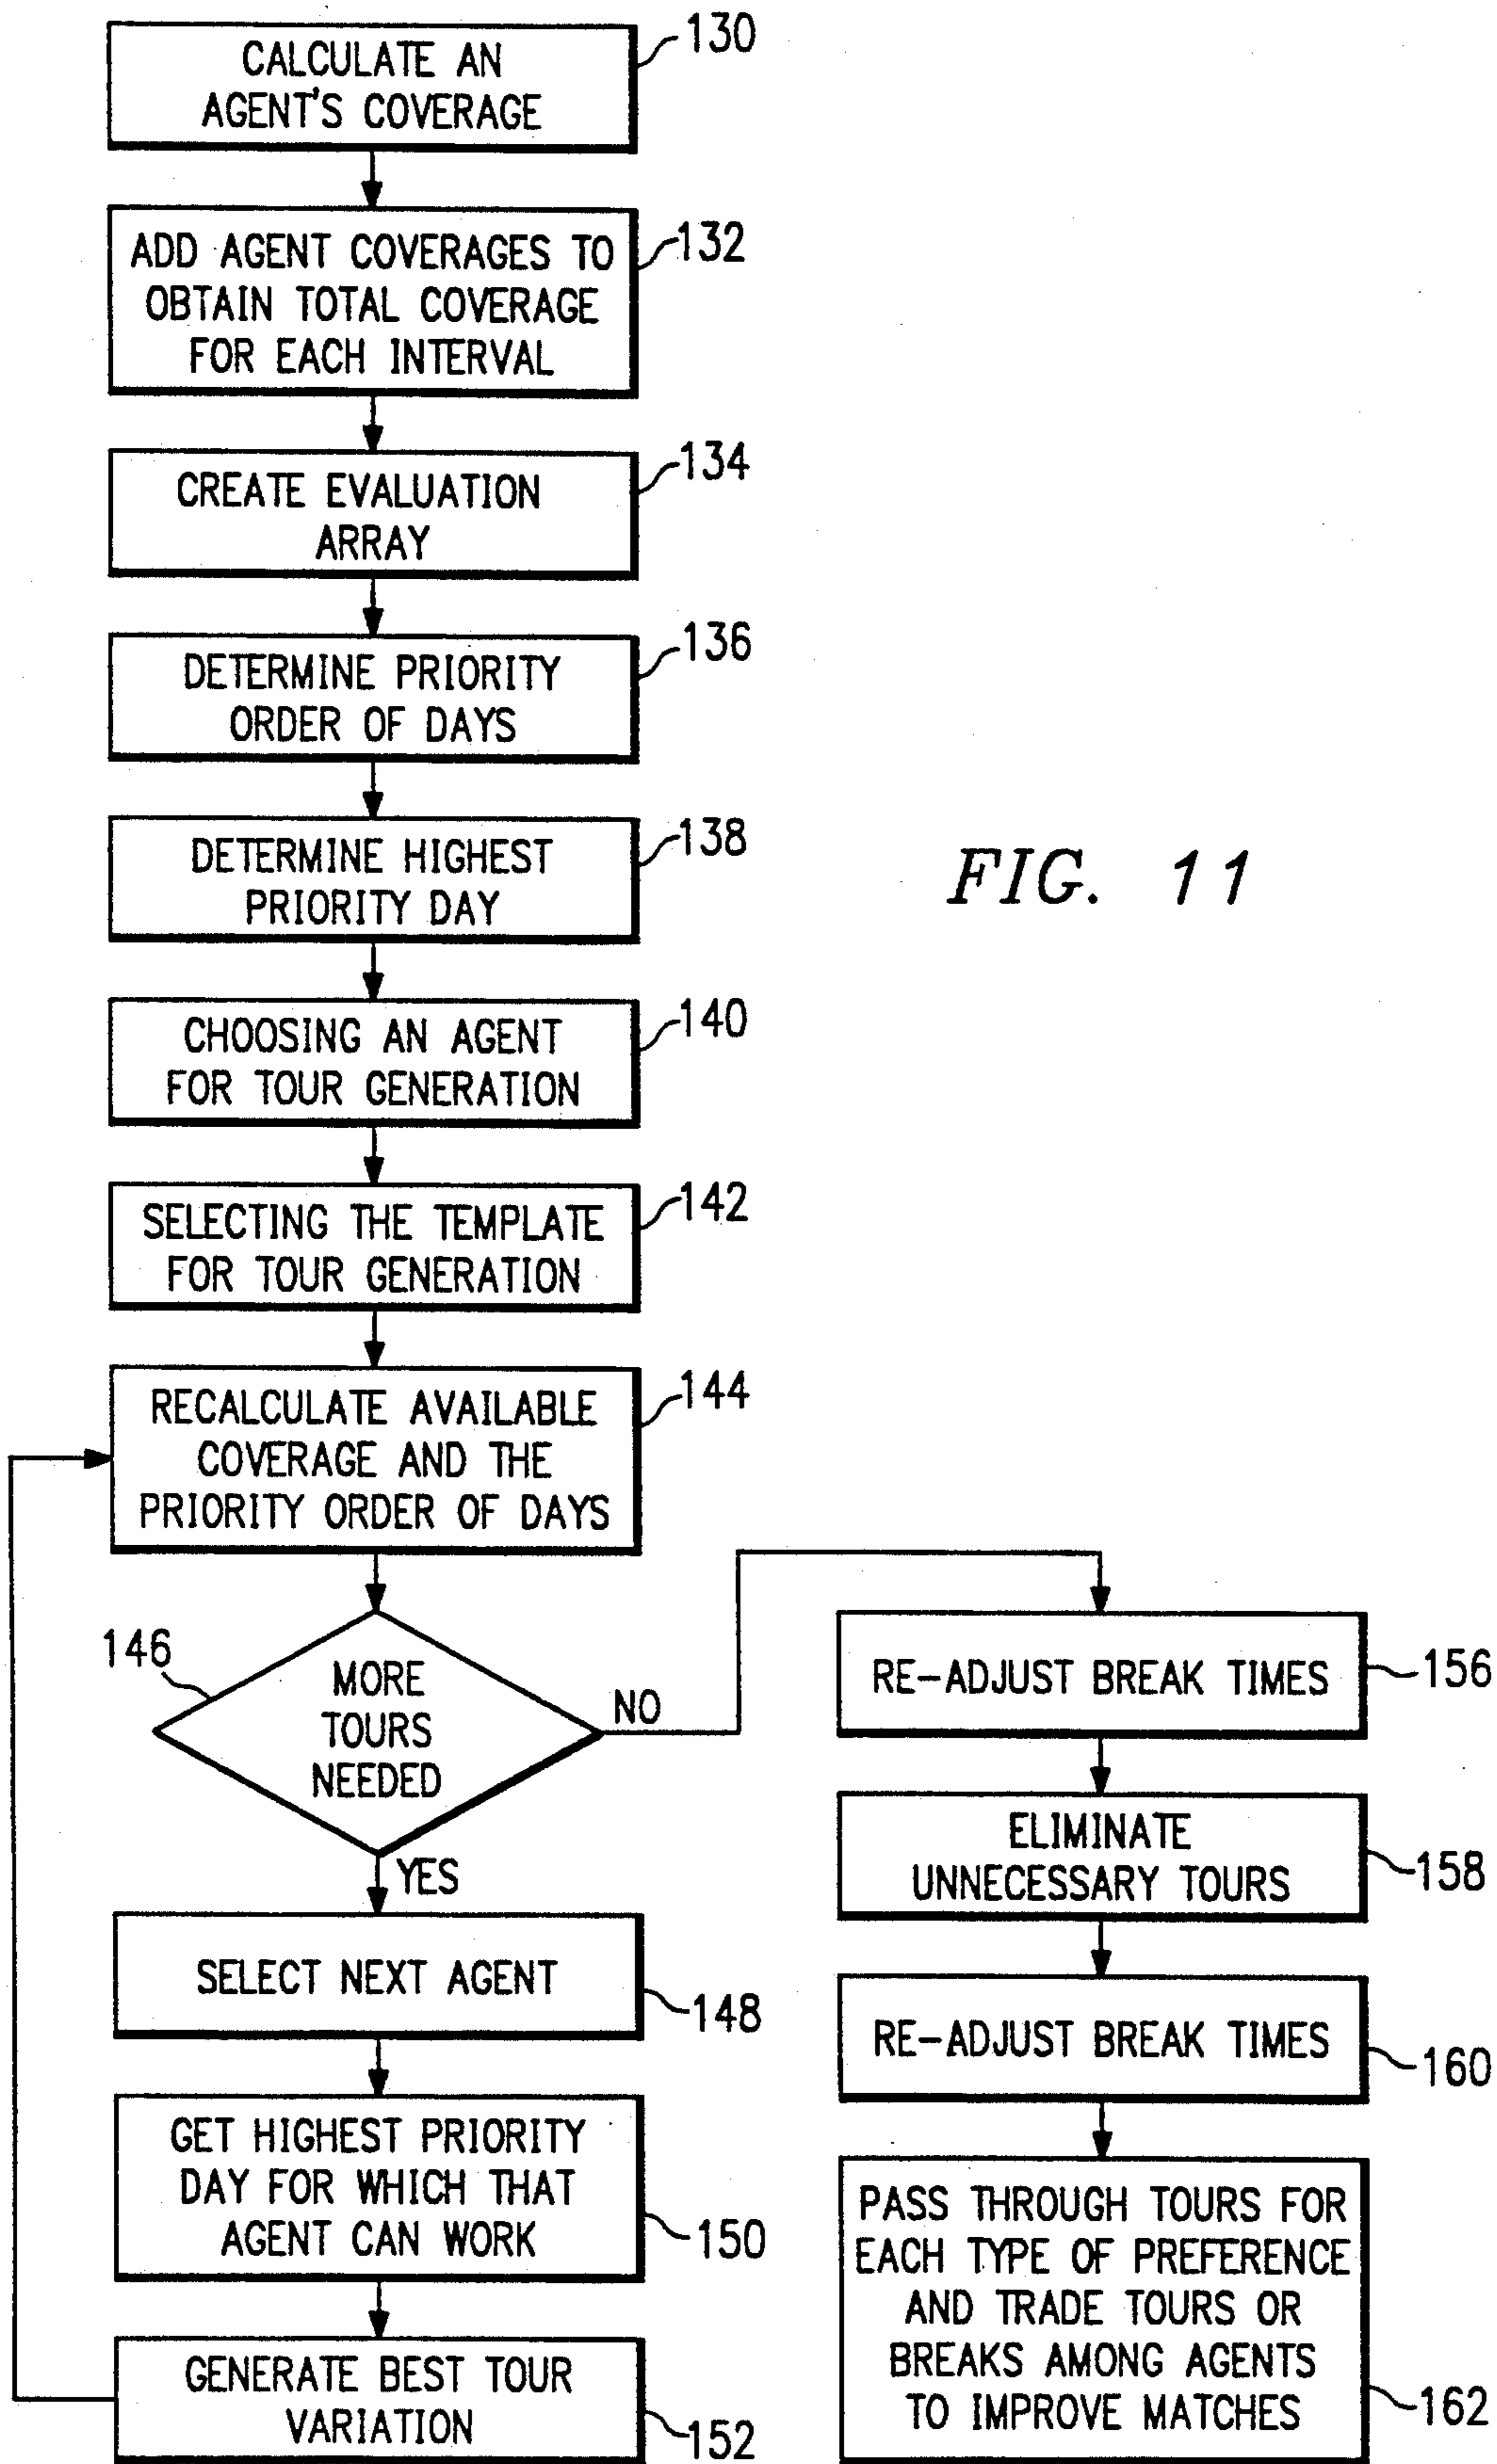 CALCULATE AN
AGENT'S COVERAGE
130
ADD AGENT COVERAGES TO
OBTAIN TOTAL COVERAGE
FOR EACH INTERVAL
132
CREATE EVALUATION
ARRAY
134
DETERMINE PRIORITY
ORDER OF DAYS
136
DETERMINE HIGHEST
PRIORITY DAY
138
FIG. 11
CHOOSING AN AGENT
FOR TOUR GENERATION
140
SELECTING THE TEMPLATE
FOR TOUR GENERATION
142
RECALCULATE AVAILABLE
COVERAGE AND THE
PRIORITY ORDER OF DAYS
144
146
MORE
TOURS
NEEDED
NO
YES
SELECT NEXT AGENT
148
GET HIGHEST PRIORITY
DAY FOR WHICH THAT
AGENT CAN WORK
150
GENERATE BEST TOUR
VARIATION
152
RE-ADJUST BREAK TIMES
156
ELIMINATE
UNNECESSARY TOURS
158
RE-ADJUST BREAK TIMES
160
PASS THROUGH TOURS FOR
EACH TYPE OF PREFERENCE
AND TRADE TOURS OR
BREAKS AMONG AGENTS
TO IMPROVE MATCHES
162